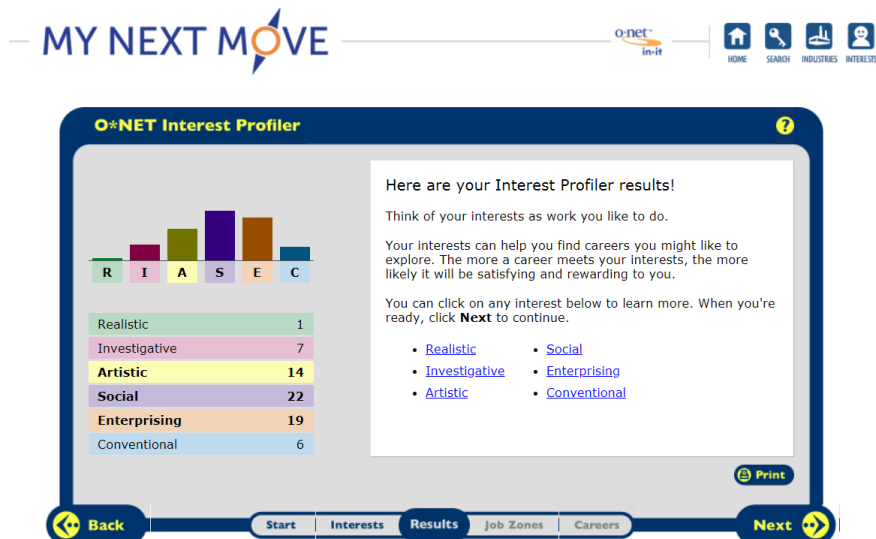 MY NEXT MOVE
o·net™
in-it
HOME SEARCH INDUSTRIES INTERESTS
O*NET Interest Profiler
?
R I A S E C
Realistic 1
Investigative 7
Artistic 14
Social 22
Enterprising 19
Conventional 6
Here are your Interest Profiler results!
Think of your interests as work you like to do.
Your interests can help you find careers you might like to
explore. The more a career meets your interests, the more
likely it will be satisfying and rewarding to you.
You can click on any interest below to learn more. When you're
ready, click Next to continue.
• Realistic
• Investigative
• Artistic
• Social
• Enterprising
• Conventional
Print
Back
Start | Interests Results Job Zones | Careers
Next